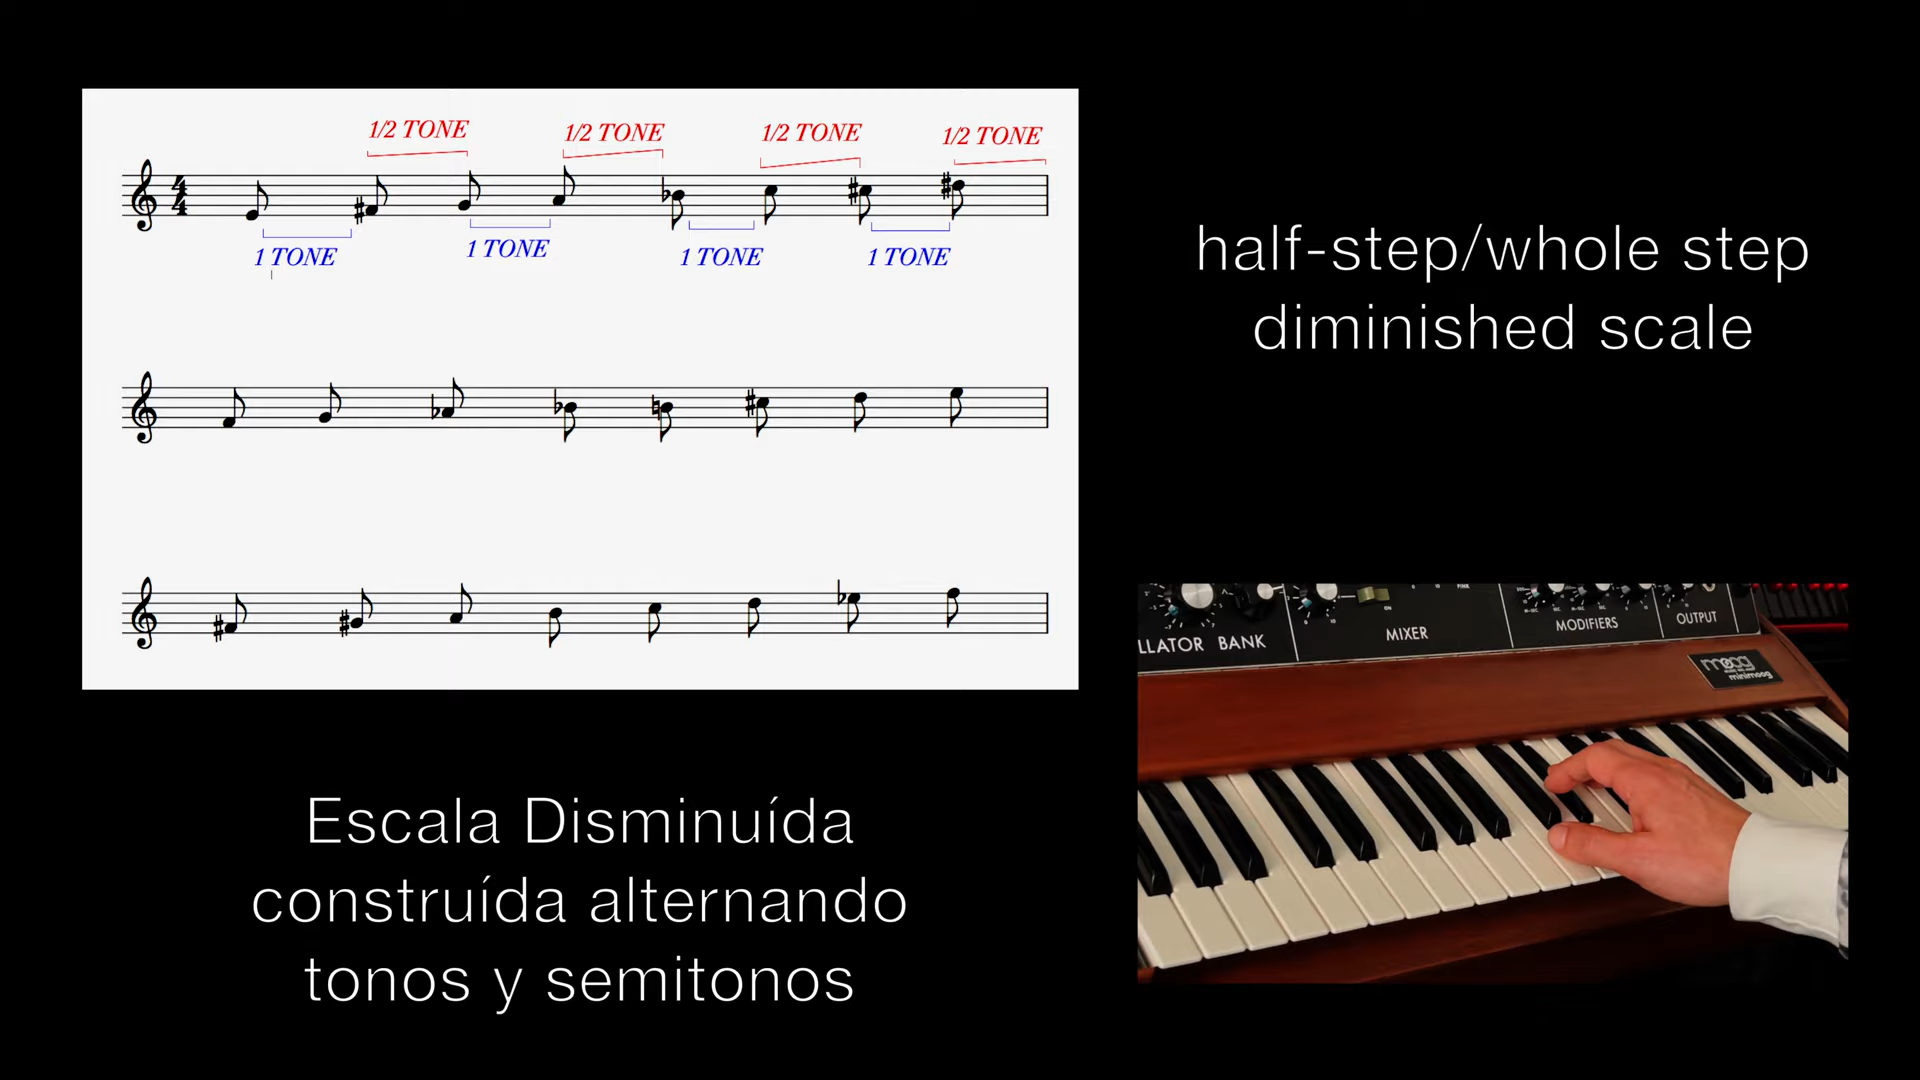 1/2 TONE 1/2 TONE 1/2 TONE 1/2 TONE
4
4
1 TONE 1 TONE 1 TONE 1 TONE
half-step/whole step
diminished scale
LLATOR BANK MIXER MODIFIERS OUTPUT
moog
minimoog
Escala Disminuída
construída alternando
tonos y semitonos